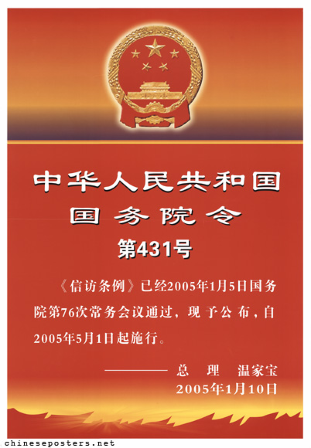 中华人民共和国
国务院令
第431号
《信访条例》已经2005年1月5日国务
院第76次常务会议通过，现予公布，自
2005年5月1日起施行。
——— 总 理 温家宝
2005年1月10日
chineseposters.net